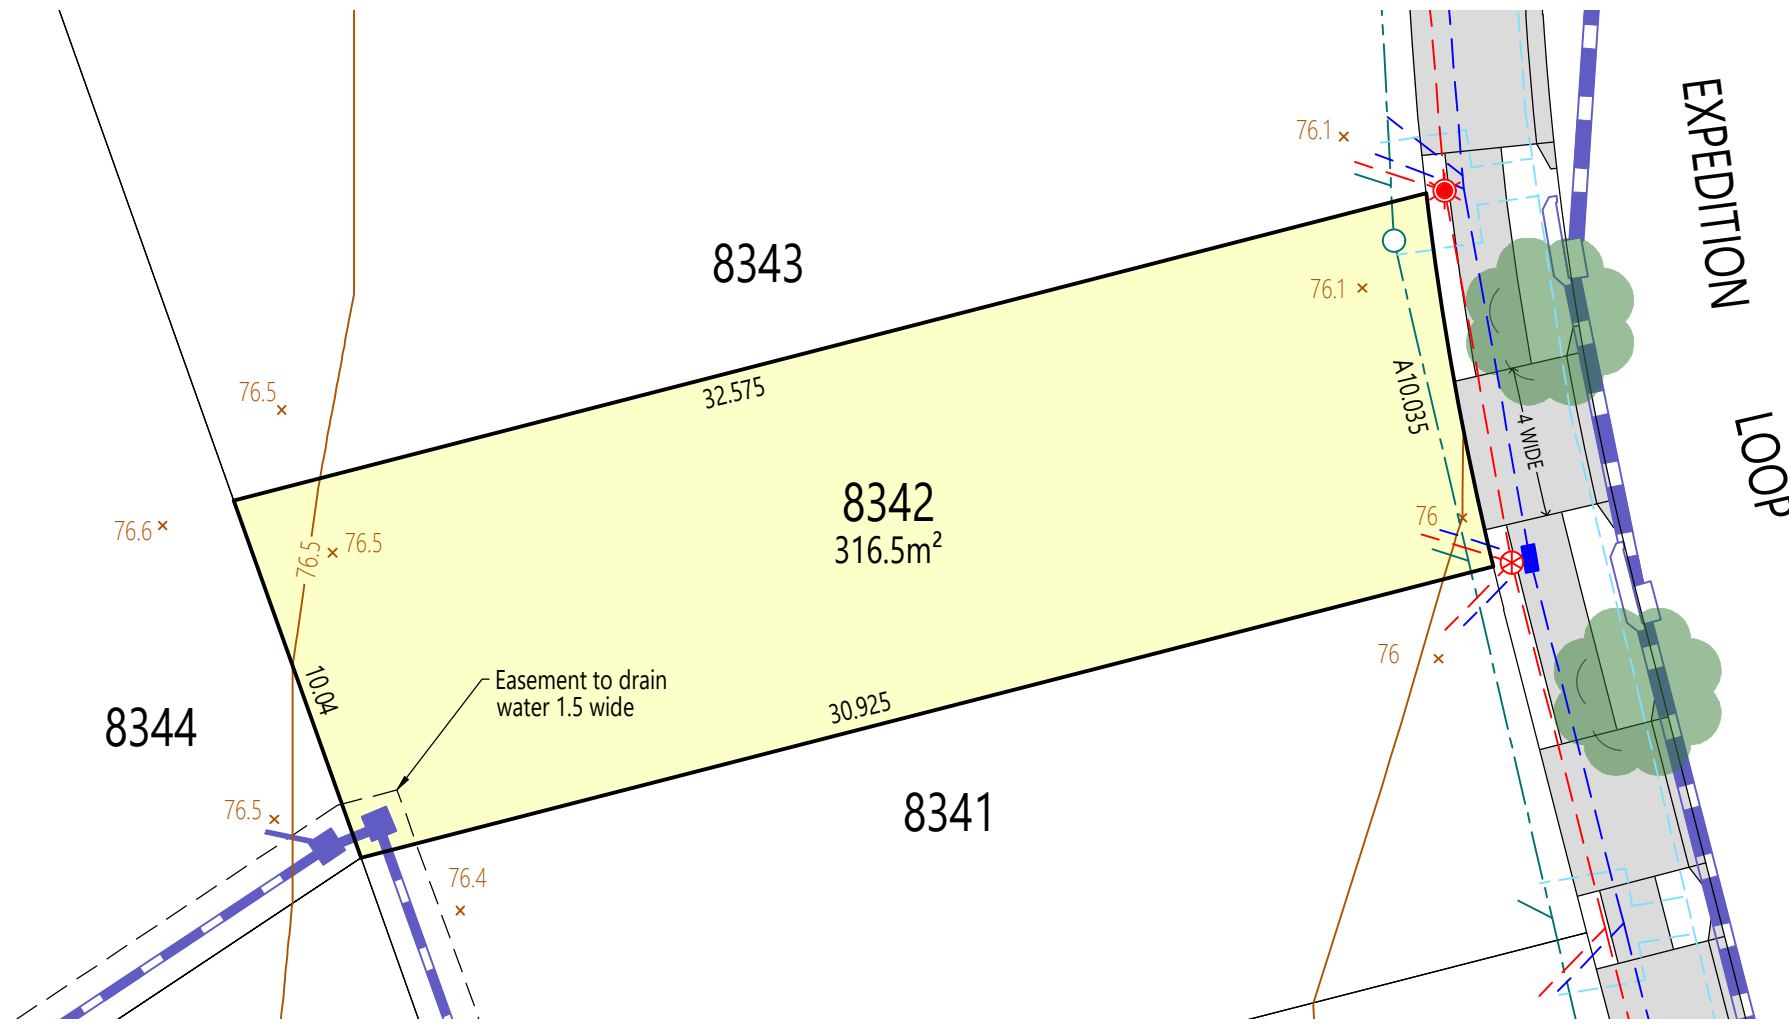 EXPEDITION
LOOP
76.1
8343
76.1
76.5
32.575
A10.035
4 WIDE
8342
316.5m²
76
76.6
76.5
76.5
10.04
Easement to drain
water 1.5 wide
30.925
76
8344
76.5
8341
76.4